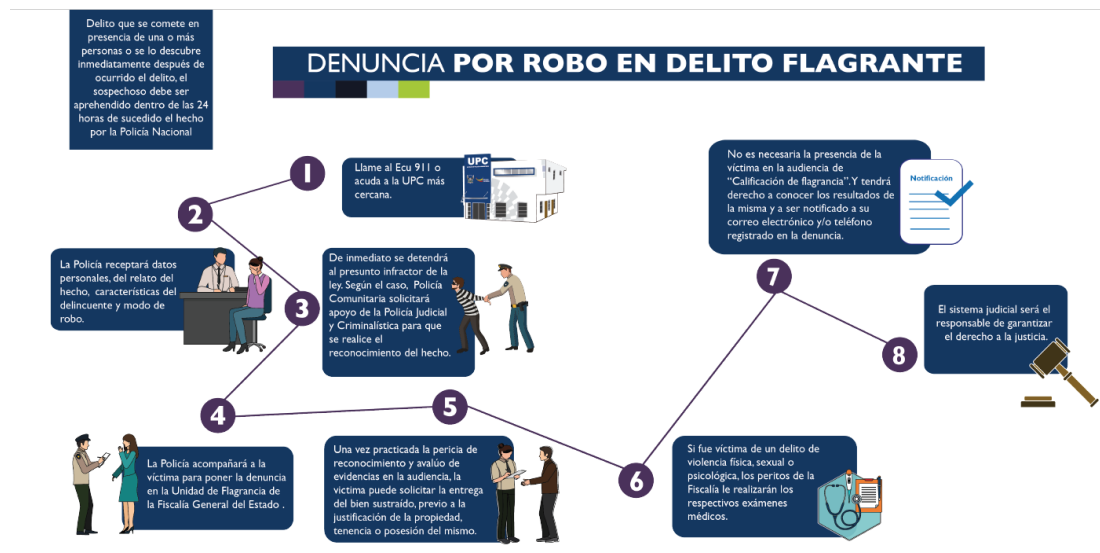 Delito que se comete en
presencia de una o más
personas o se lo descubre
inmediatamente después de
ocurrido el delito, el
sospechoso debe ser
aprehendido dentro de las 24
horas de sucedido el hecho
por la Policía Nacional
DENUNCIA POR ROBO EN DELITO FLAGRANTE
1
Llame al Ecu 911 o
acuda a la UPC más
cercana.
UPC
2
La Policía receptará datos
personales, del relato del
hecho, características del
delincuente y modo de
robo.
3
De inmediato se detendrá
al presunto infractor de la
ley. Según el caso, Policía
Comunitaria solicitará
apoyo de la Policía Judicial
y Criminalística para que
se realice el
reconocimiento del hecho.
4
La Policía acompañará a la
víctima para poner la denuncia
en la Unidad de Flagrancia de
la Fiscalía General del Estado .
5
Una vez practicada la pericia de
reconocimiento y avalúo de
evidencias en la audiencia, la
victima puede solicitar la entrega
del bien sustraído, previo a la
justificación de la propiedad,
tenencia o posesión del mismo.
6
Si fue víctima de un delito de
violencia física, sexual o
psicológica, los peritos de la
Fiscalía le realizarán los
respectivos exámenes
médicos.
7
No es necesaria la presencia de la
víctima en la audiencia de
“Calificación de flagrancia”. Y tendrá
derecho a conocer los resultados de
la misma y a ser notificado a su
correo electrónico y/o teléfono
registrado en la denuncia.
Notificación
8
El sistema judicial será el
responsable de garantizar
el derecho a la justicia.